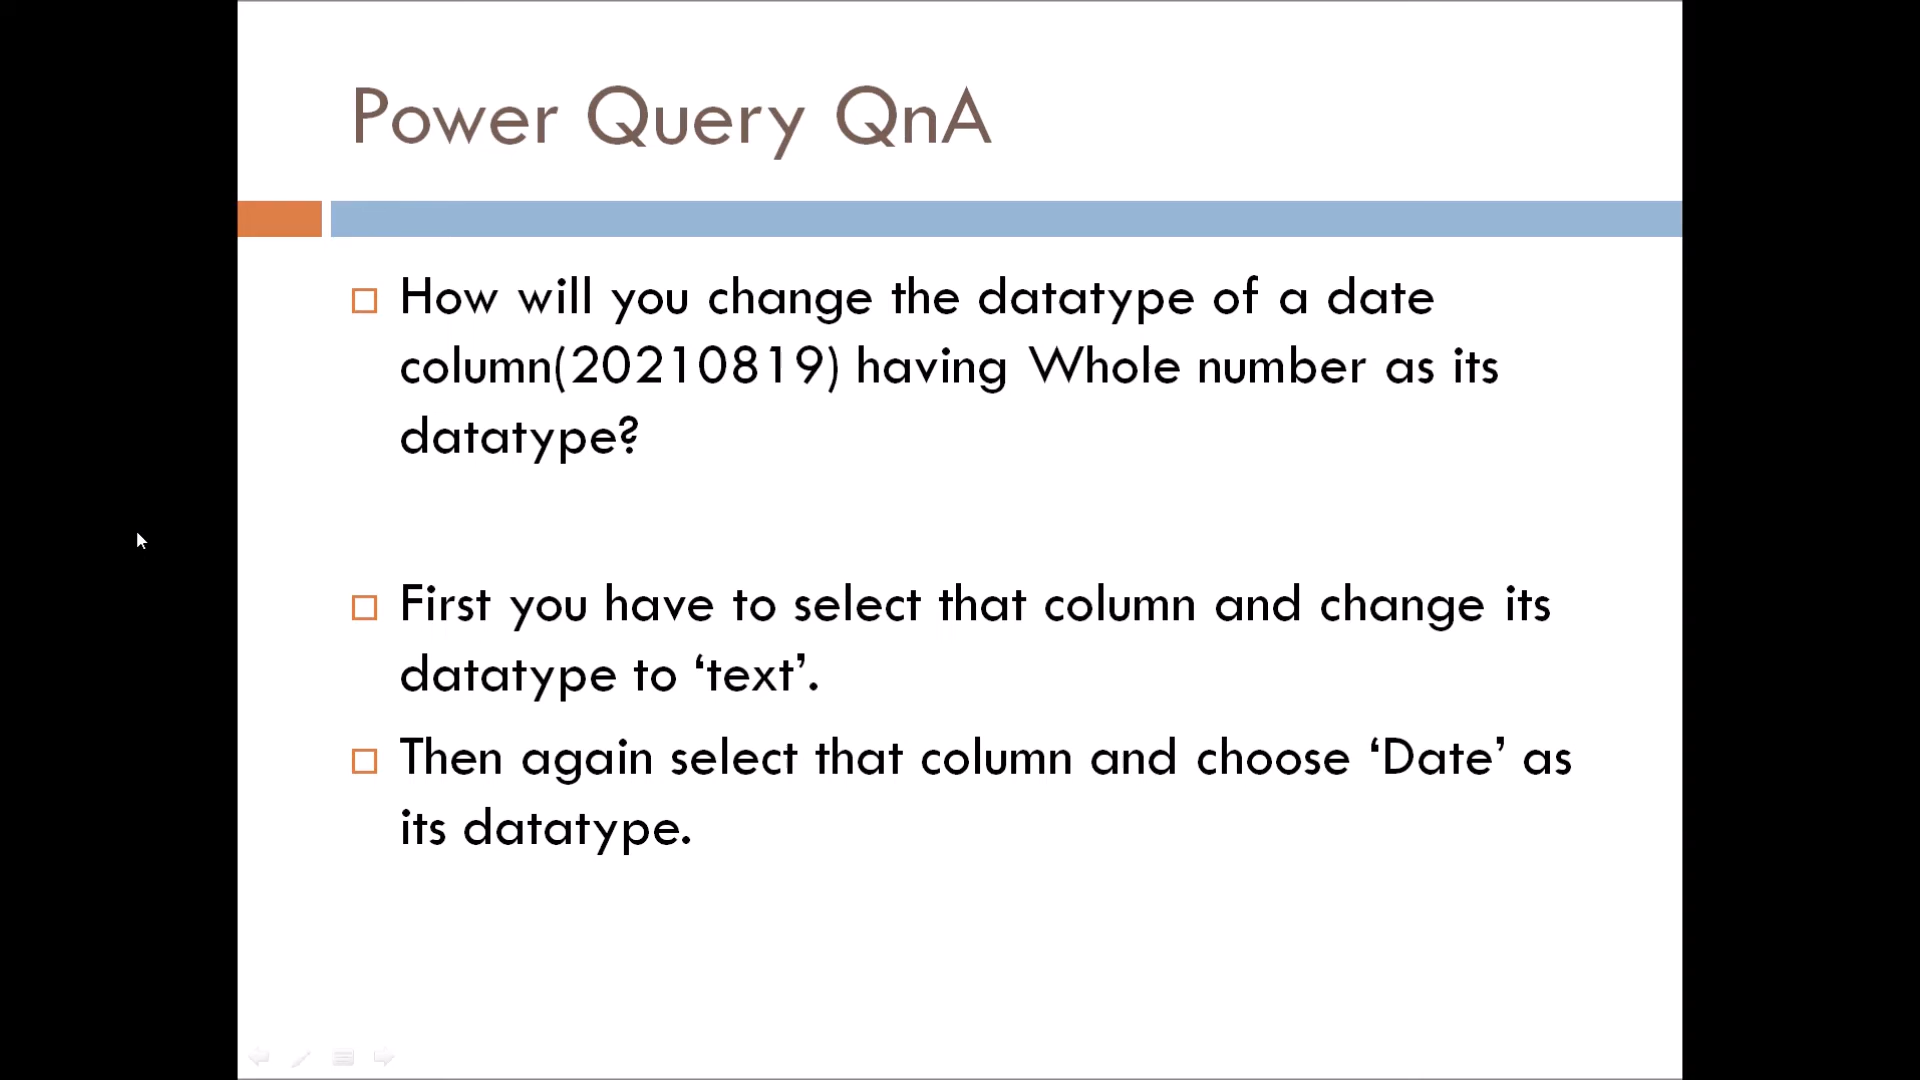 Power Query QnA
How will you change the datatype of a date
column(20210819) having Whole number as its
datatype?
First you have to select that column and change its
datatype to ‘text’.
Then again select that column and choose ‘Date’ as
its datatype.